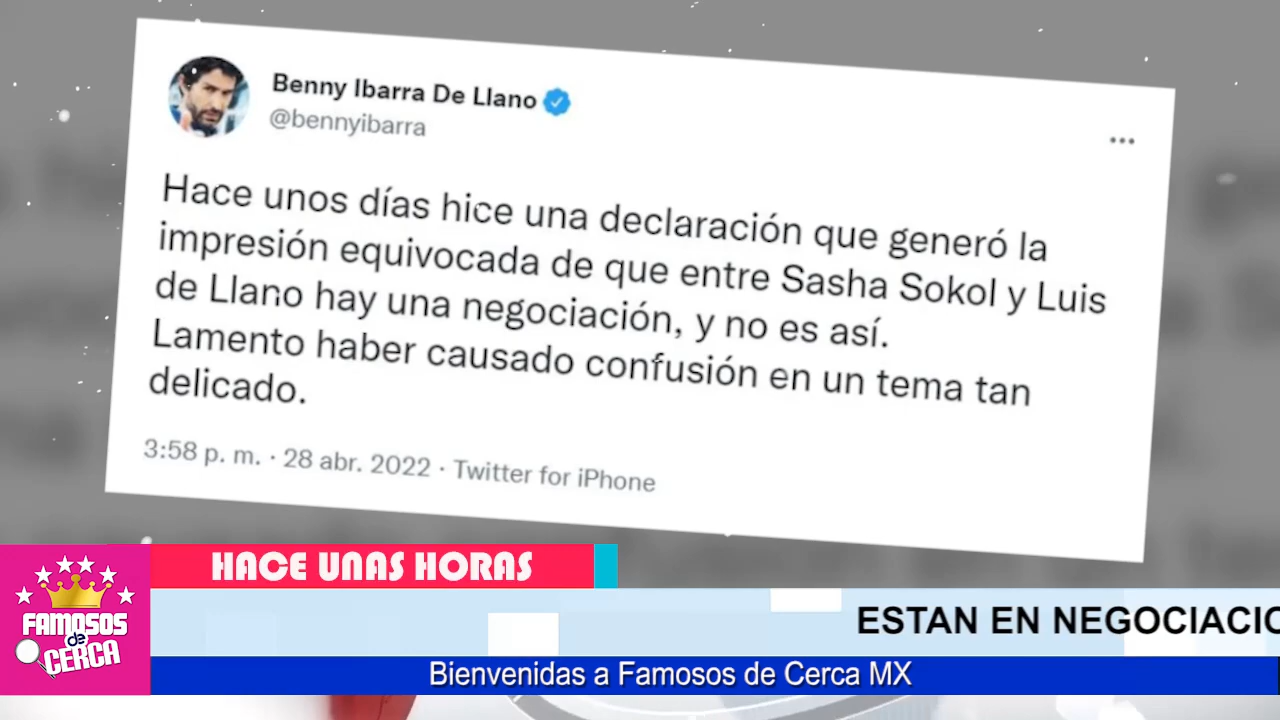 Benny Ibarra De Llano
@bennyibarra
Hace unos días hice una declaración que generó la
impresión equivocada de que entre Sasha Sokol y Luis
de Llano hay una negociación, y no es así.
Lamento haber causado confusión en un tema tan
delicado.
3:58 p. m. · 28 abr. 2022 · Twitter for iPhone
HACE UNAS HORAS
FAMOSOS
de
CERCA
ESTAN EN NEGOCIACIO
Bienvenidas a Famosos de Cerca MX